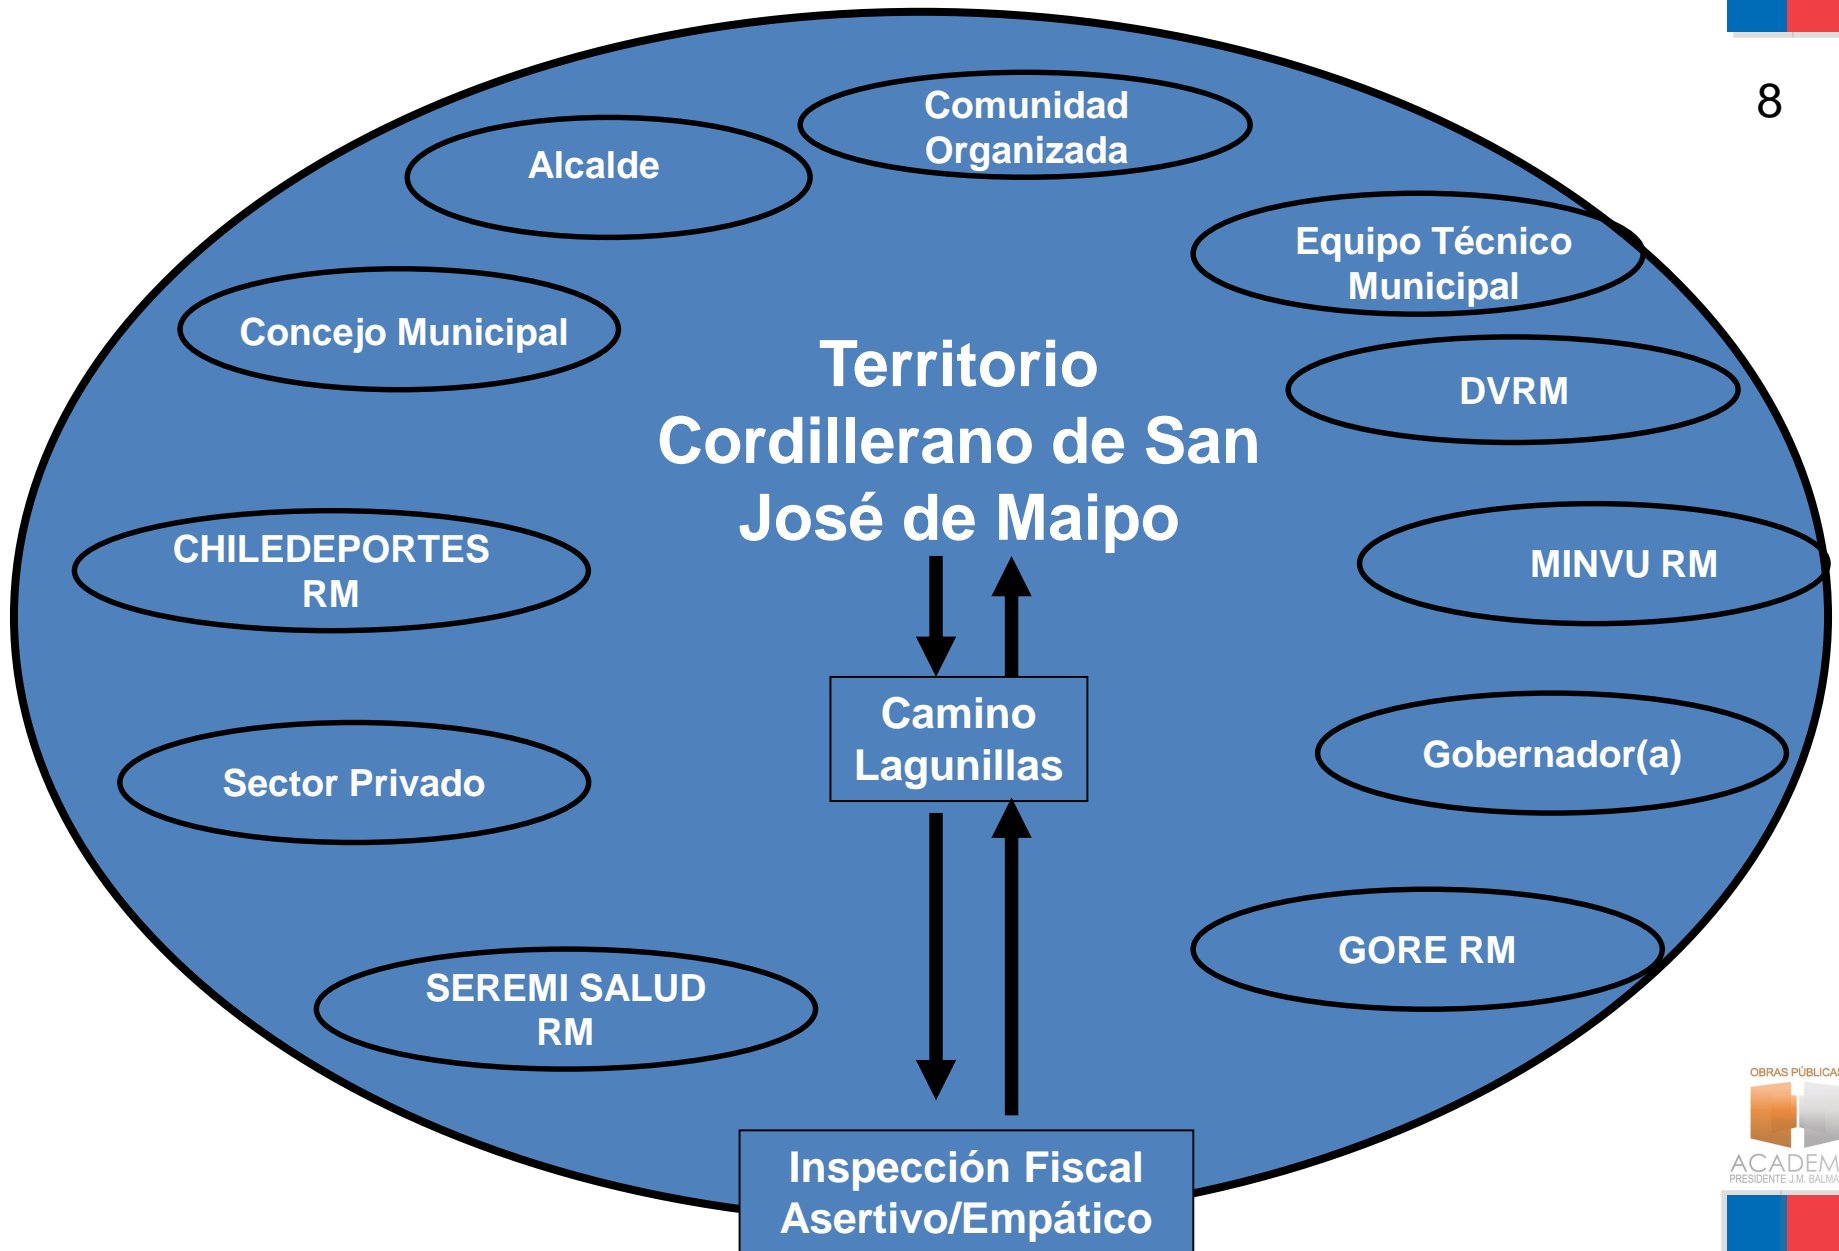 8
Comunidad
Organizada
Alcalde
Equipo Técnico
Municipal
Concejo Municipal
Territorio
Cordillerano de San
José de Maipo
DVRM
CHILEDEPORTES
RM
MINVU RM
Camino
Lagunillas
Gobernador(a)
Sector Privado
GORE RM
SEREMI SALUD
RM
Inspección Fiscal
Asertivo/Empático
OBRAS PÚBLICAS
ACADEM
PRESIDENTE J.M. BALMA